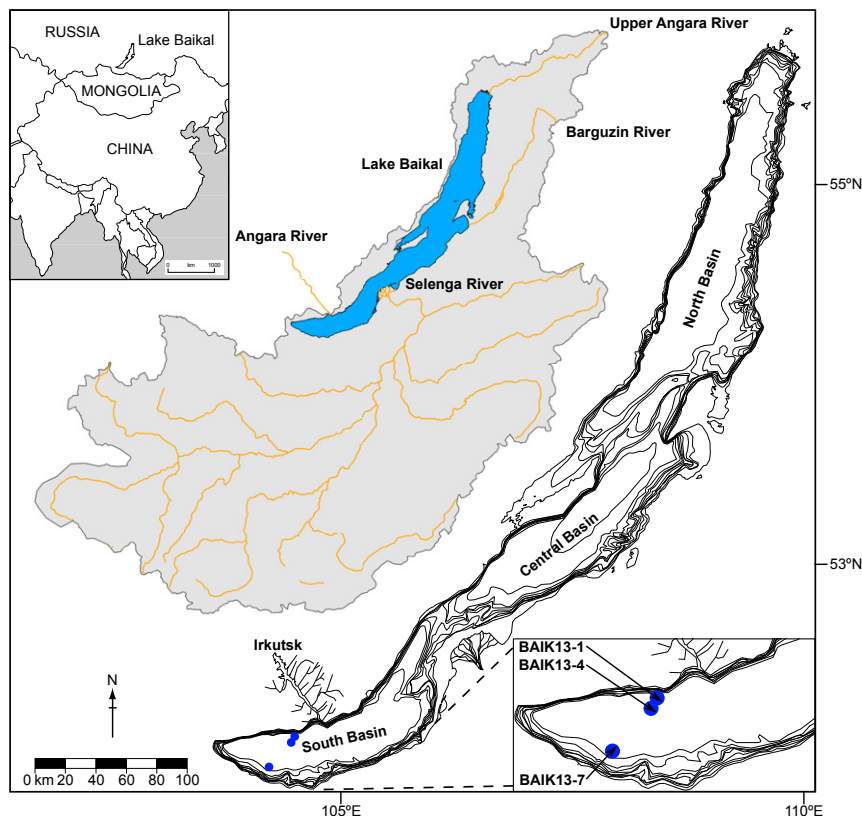 RUSSIA
Lake Baikal
MONGOLIA
CHINA
0 km 1000
Upper Angara River
Barguzin River
Lake Baikal
Angara River
Selenga River
55ºN
North Basin
Central Basin
53ºN
Irkutsk
N
South Basin
0 km 20 40 60 80 100
BAIK13-1
BAIK13-4
BAIK13-7
105ºE
110ºE